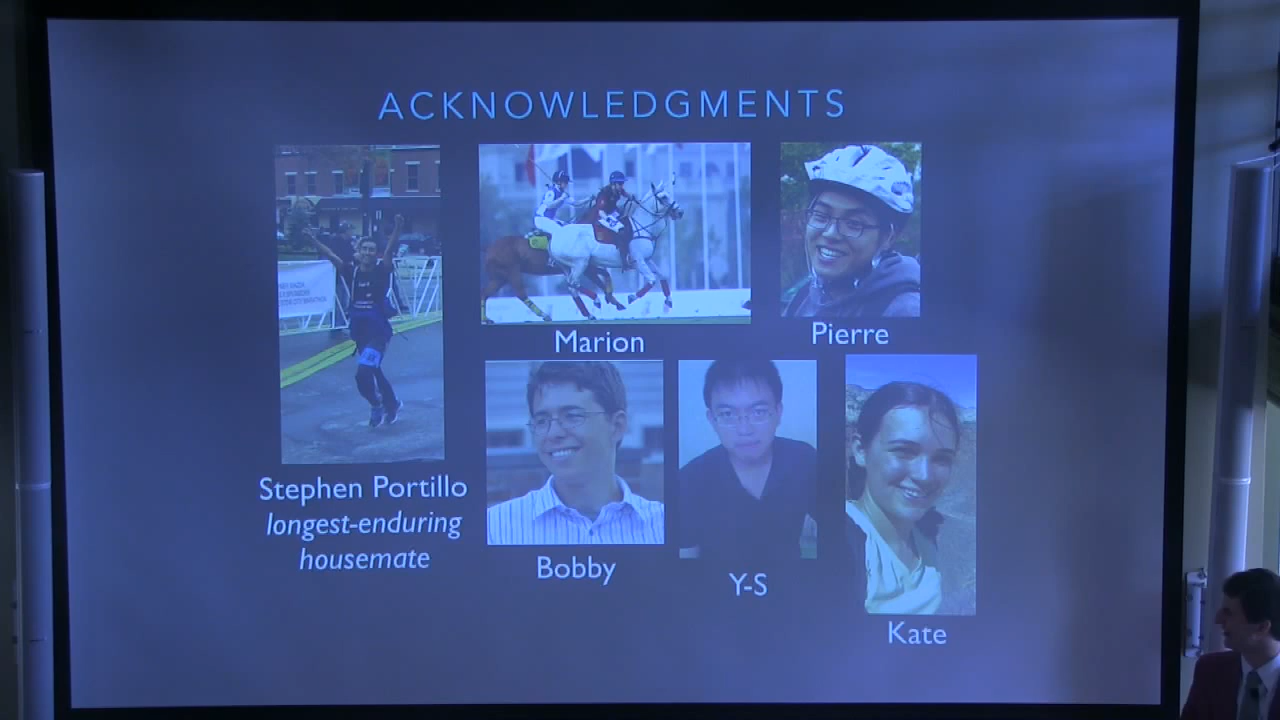 ACKNOWLEDGMENTS
Marion
Pierre
Stephen Portillo
longest-enduring
housemate
Bobby
Y-S
Kate